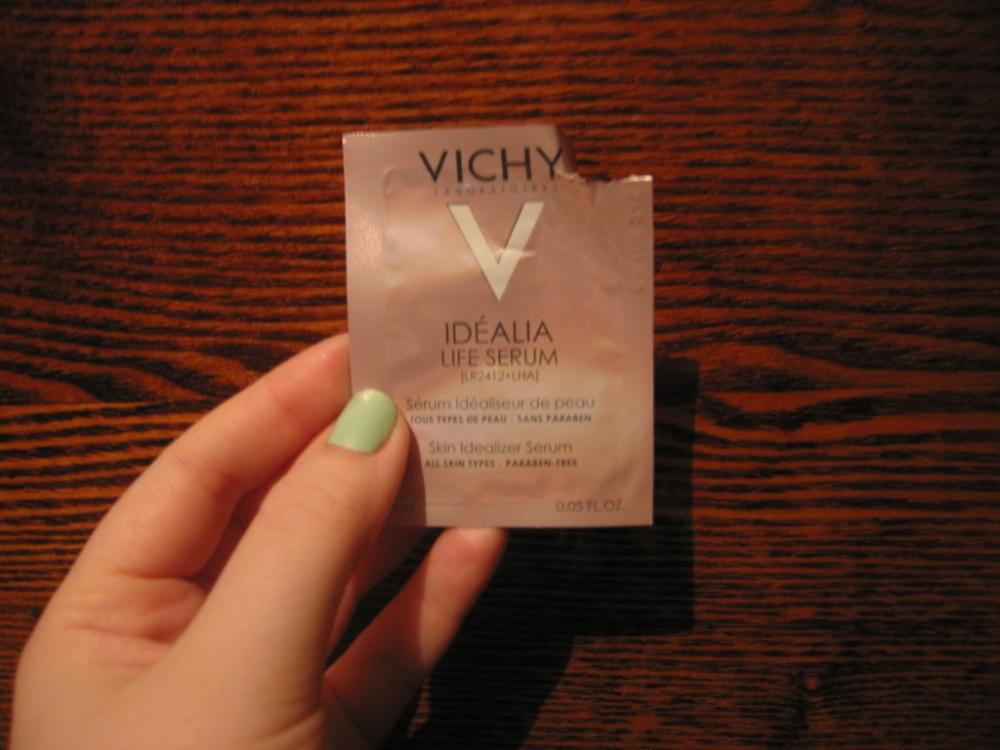 VICHY
LABORATOIRES
V
IDÉALIA
LIFE SERUM
[LR2412+LHA]
Sérum Idéaliseur de peau
TOUS TYPES DE PEAU - SANS PARABEN
Skin Idealizer Serum
ALL SKIN TYPES - PARABEN-FREE
ml 0.05 FL.OZ.